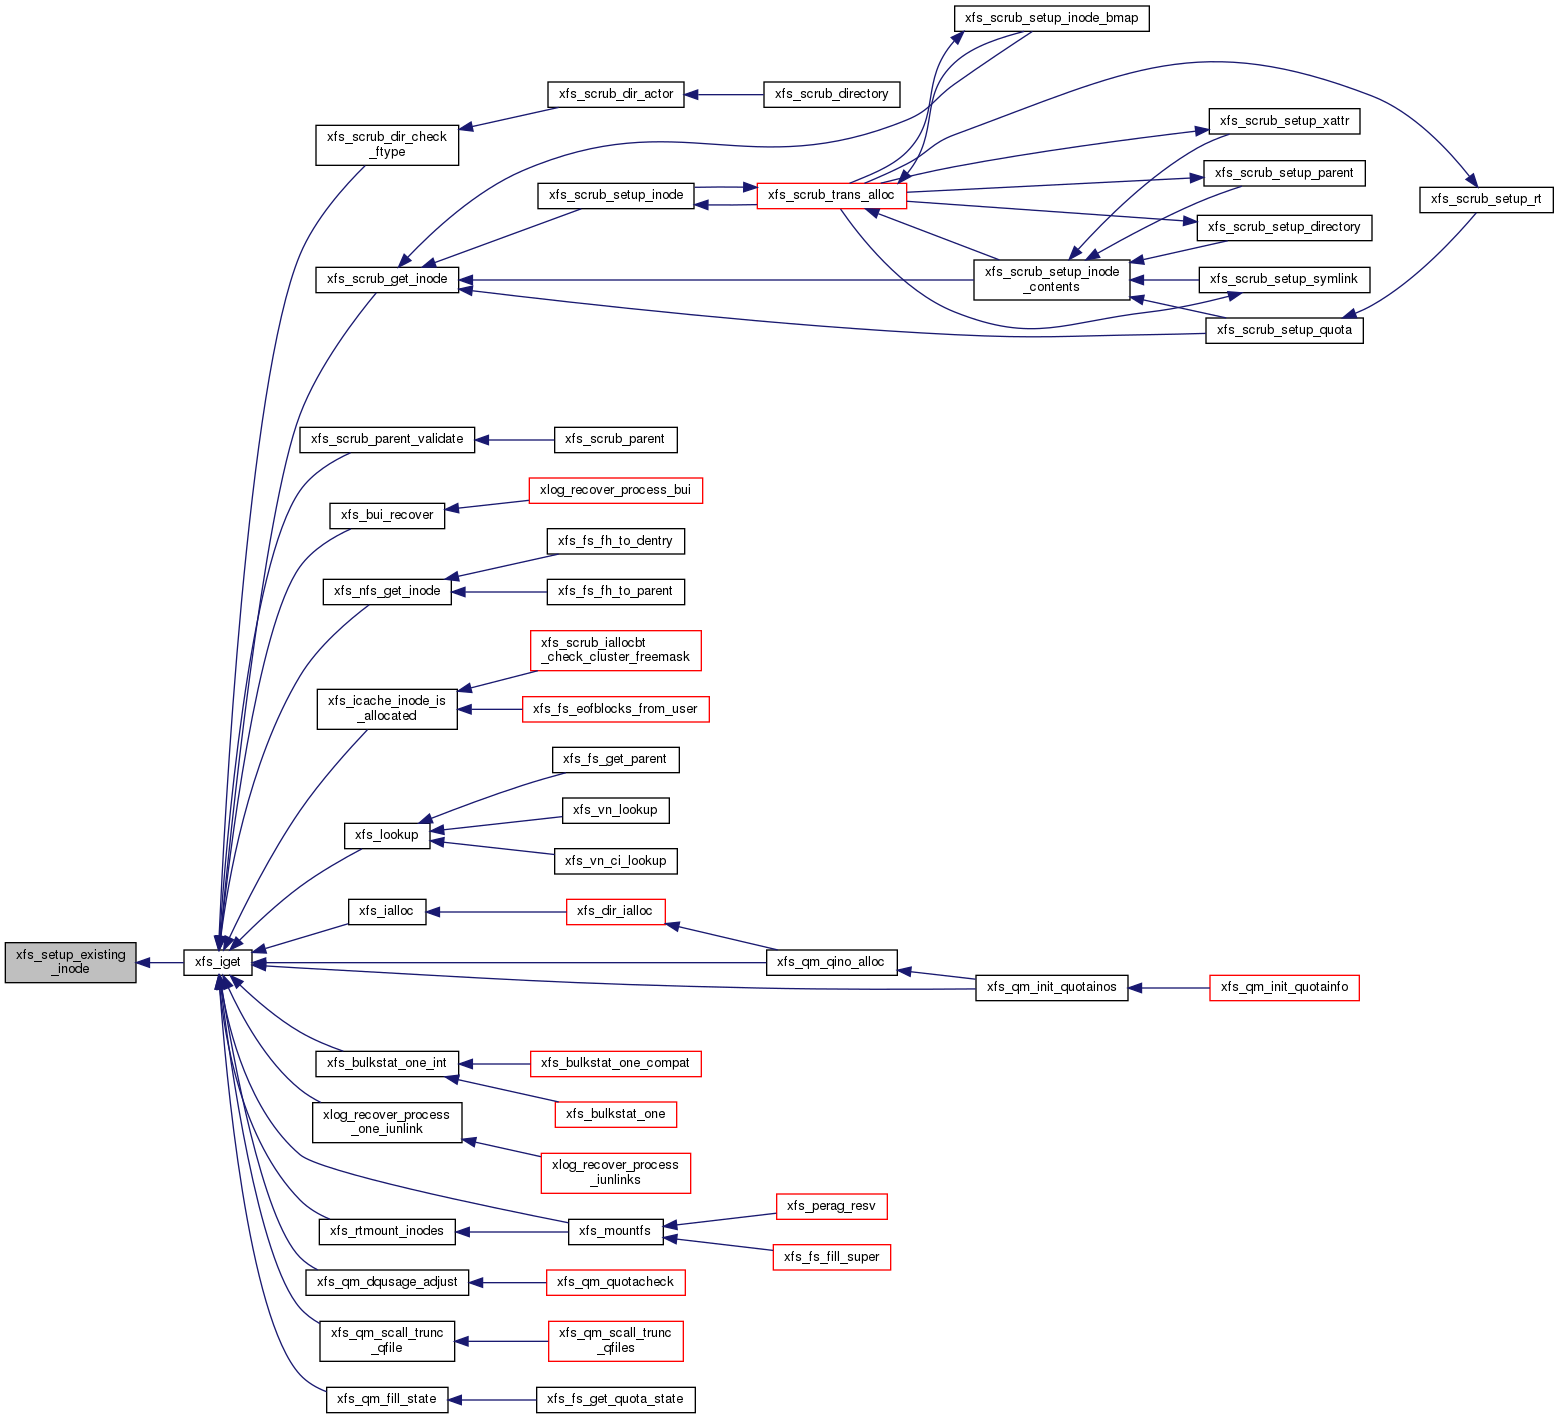 xfs_scrub_setup_inode_bmap
xfs_scrub_dir_actor
xfs_scrub_directory
xfs_scrub_setup_xattr
xfs_scrub_dir_check
_ftype
xfs_scrub_setup_parent
xfs_scrub_setup_inode
xfs_scrub_trans_alloc
xfs_scrub_setup_rt
xfs_scrub_setup_directory
xfs_scrub_get_inode
xfs_scrub_setup_inode
_contents
xfs_scrub_setup_symlink
xfs_scrub_setup_quota
xfs_scrub_parent_validate
xfs_scrub_parent
xlog_recover_process_bui
xfs_bui_recover
xfs_fs_fh_to_dentry
xfs_nfs_get_inode
xfs_fs_fh_to_parent
xfs_scrub_iallocbt
_check_cluster_freemask
xfs_icache_inode_is
_allocated
xfs_fs_eofblocks_from_user
xfs_fs_get_parent
xfs_vn_lookup
xfs_lookup
xfs_vn_ci_lookup
xfs_ialloc
xfs_dir_ialloc
xfs_setup_existing
_inode
xfs_iget
xfs_qm_qino_alloc
xfs_qm_init_quotainos
xfs_qm_init_quotainfo
xfs_bulkstat_one_int
xfs_bulkstat_one_compat
xfs_bulkstat_one
xlog_recover_process
_one_iunlink
xlog_recover_process
_iunlinks
xfs_perag_resv
xfs_rtmount_inodes
xfs_mountfs
xfs_fs_fill_super
xfs_qm_dqusage_adjust
xfs_qm_quotacheck
xfs_qm_scall_trunc
_qfile
xfs_qm_scall_trunc
_qfiles
xfs_qm_fill_state
xfs_fs_get_quota_state